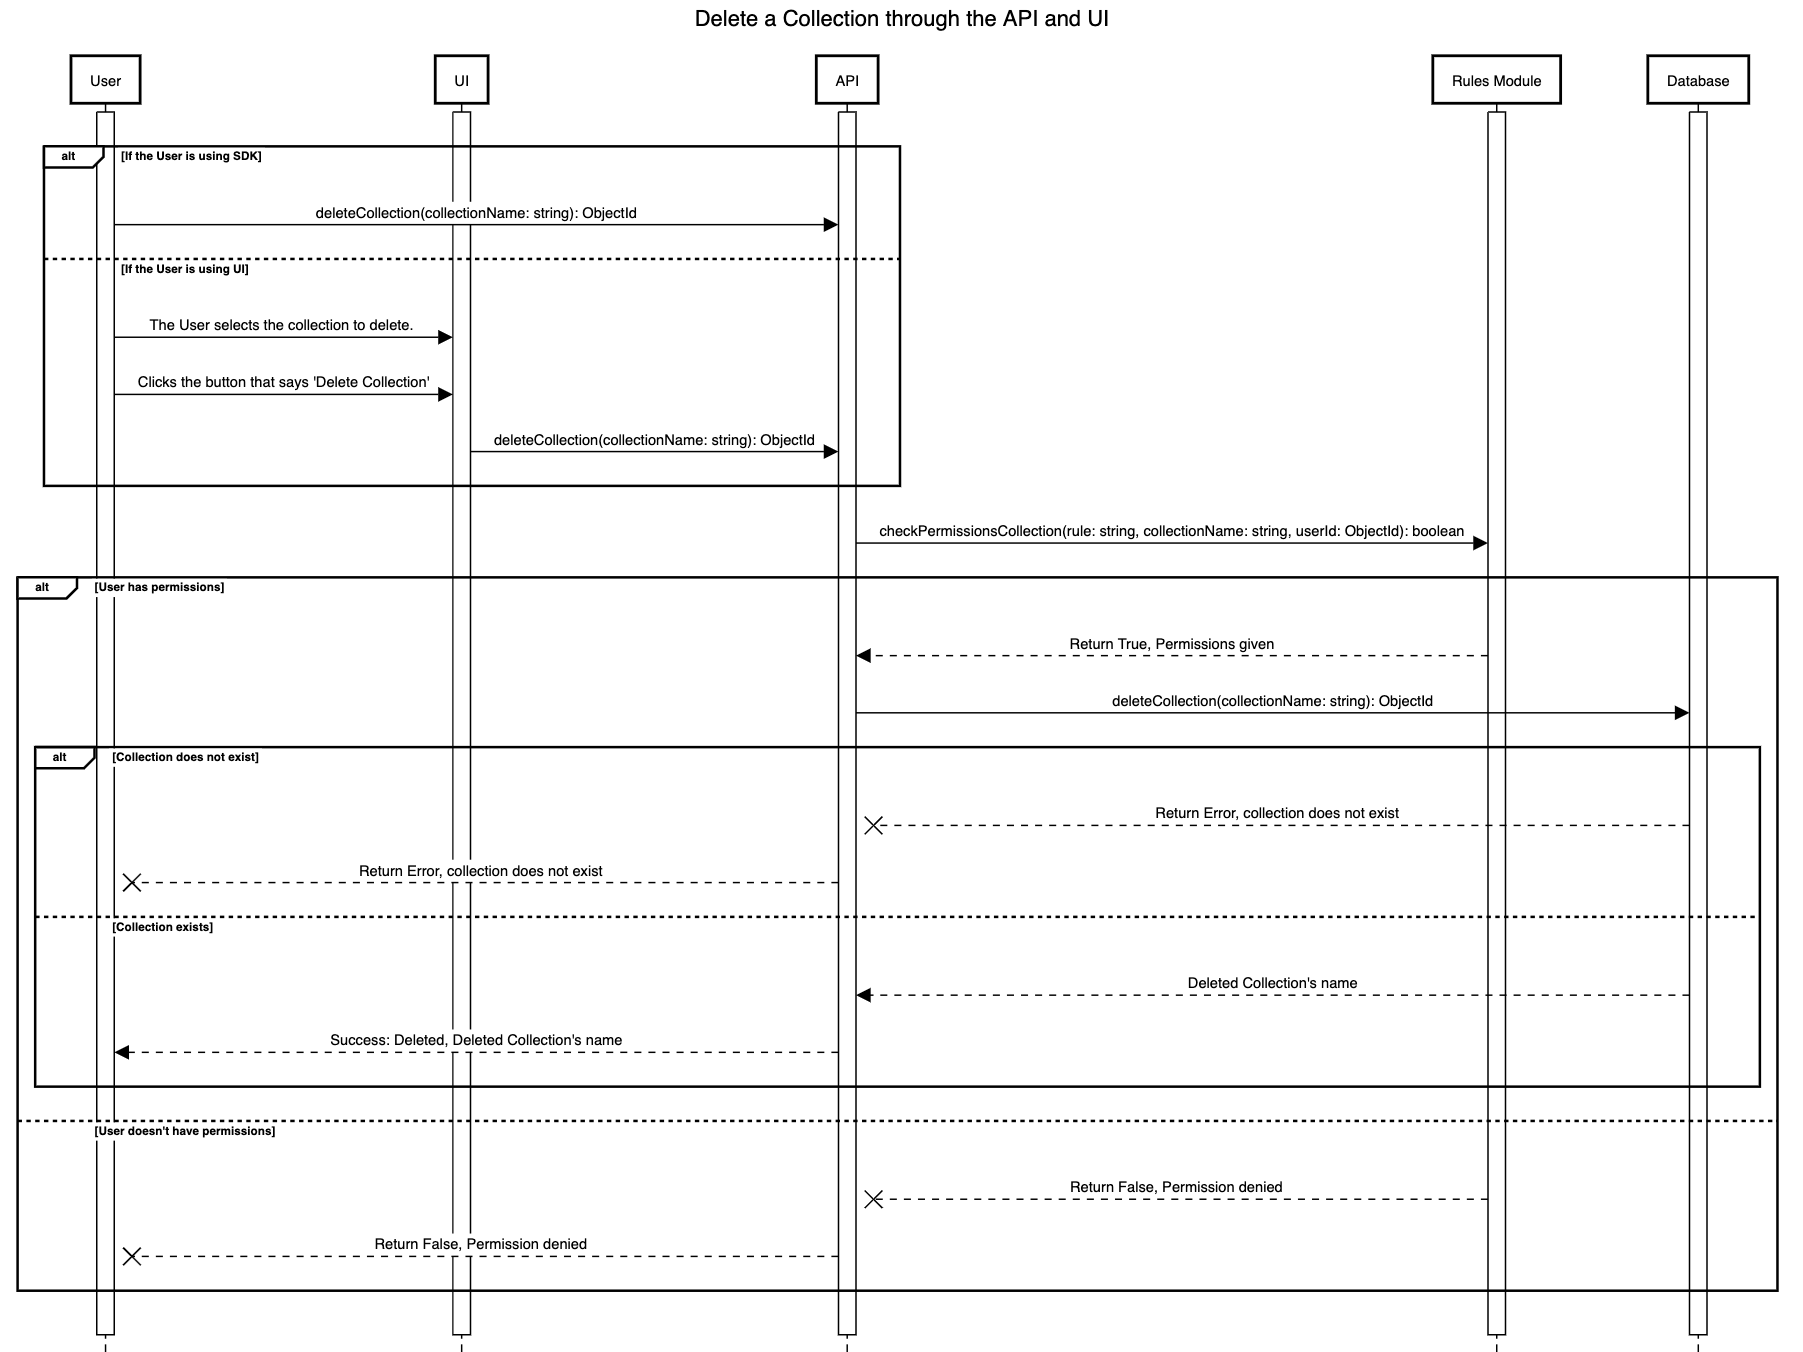 Delete a Collection through the API and UI
User
UI
API
Rules Module
Database
alt
[If the User is using SDK]
deleteCollection(collectionName: string): ObjectId
[If the User is using UI]
The User selects the collection to delete.
Clicks the button that says 'Delete Collection'
deleteCollection(collectionName: string): ObjectId
checkPermissionsCollection(rule: string, collectionName: string, userId: ObjectId): boolean
alt
[User has permissions]
Return True, Permissions given
deleteCollection(collectionName: string): ObjectId
alt
[Collection does not exist]
Return Error, collection does not exist
Return Error, collection does not exist
[Collection exists]
Deleted Collection's name
Success: Deleted, Deleted Collection's name
[User doesn't have permissions]
Return False, Permission denied
Return False, Permission denied